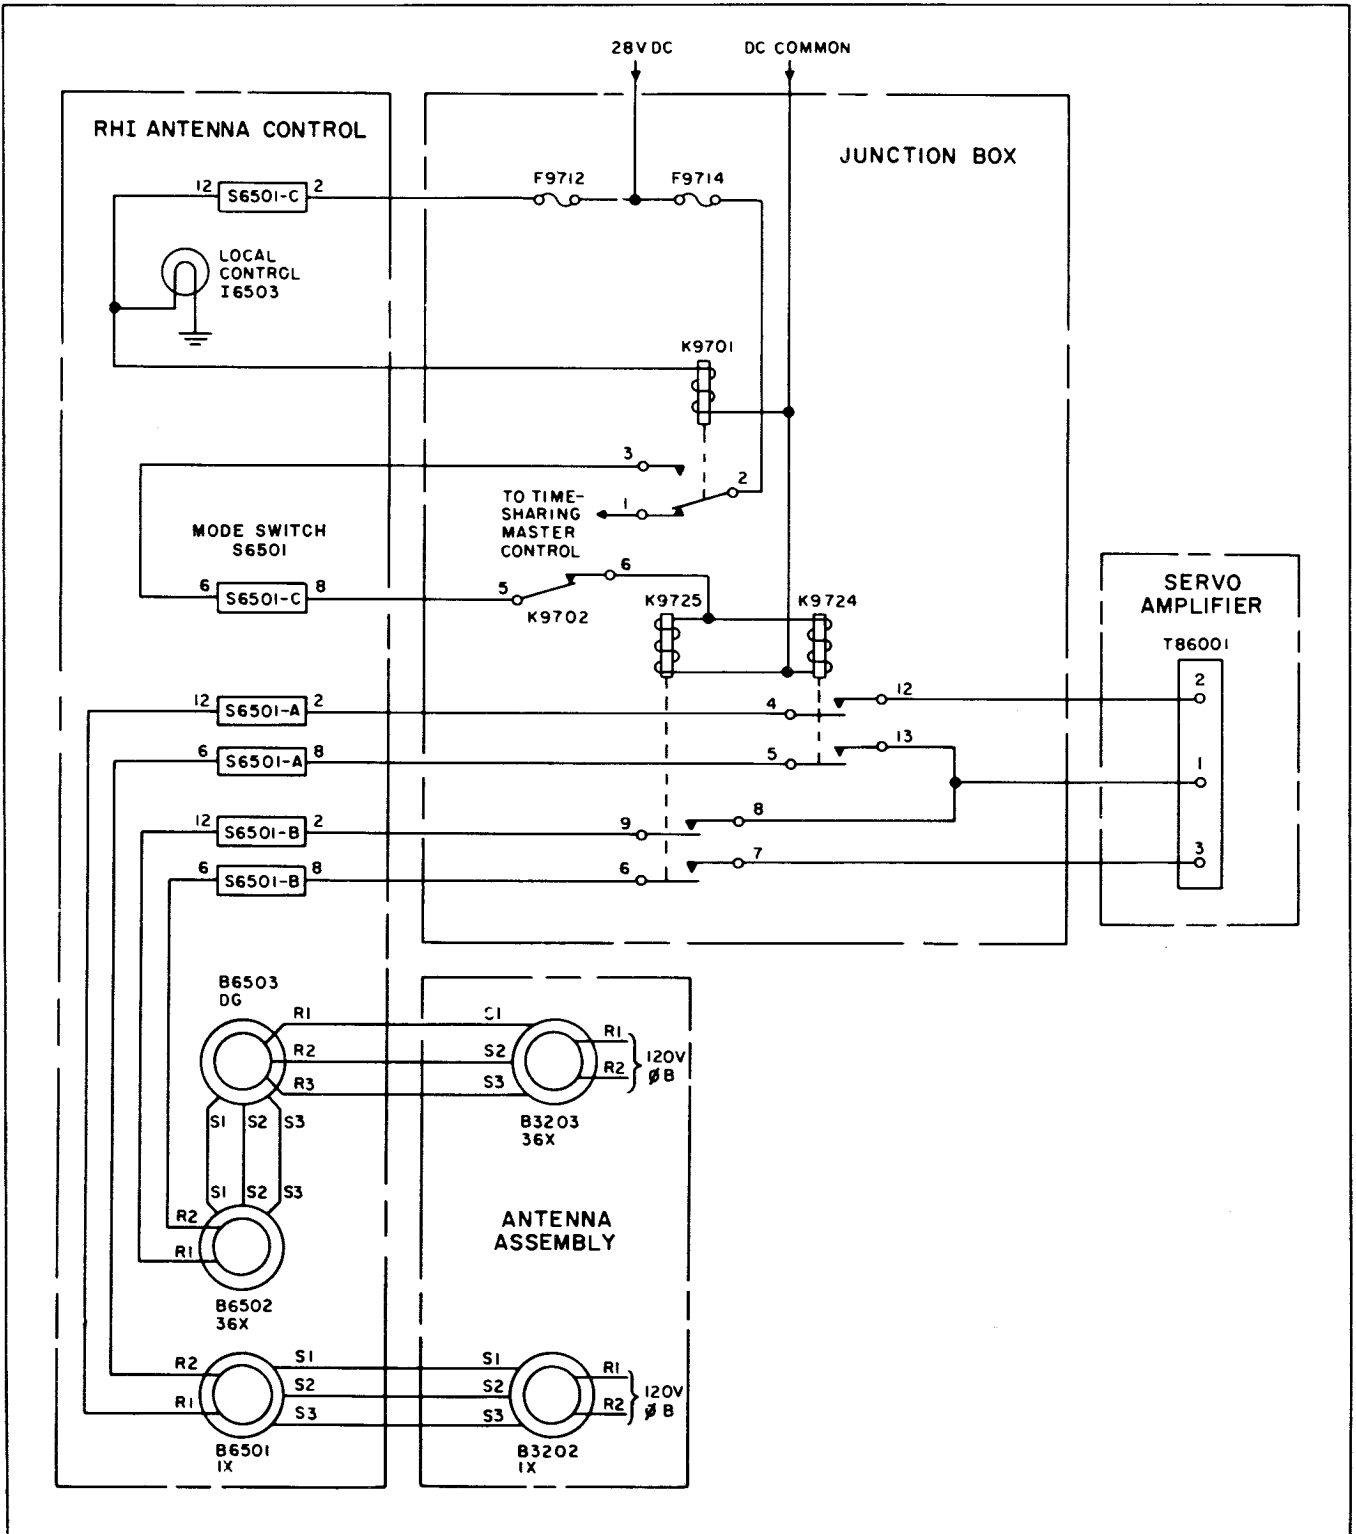 28V DC
DC COMMON
RHI ANTENNA CONTROL
JUNCTION BOX
12 S6501-C 2
F9712
F9714
LOCAL
CONTROL
I6503
K9701
3
2
1
TO TIME-
SHARING
MASTER
CONTROL
MODE SWITCH
S6501
6 S6501-C 8
5
6
K9702
K9725
K9724
SERVO
AMPLIFIER
T86001
12 S6501-A 2
4
12
2
6 S6501-A 8
5
13
1
12 S6501-B 2
9
8
6 S6501-B 8
6
7
3
B6503
DG
R1
R2
R3
S1
S2
S3
S1
S2
S3
R2
R1
B6502
36X
S2
S3
R1
R2
120V
ØB
B3203
36X
ANTENNA
ASSEMBLY
R2
R1
S1
S2
S3
B6501
1X
S1
S2
S3
R1
R2
120V
ØB
B3202
1X